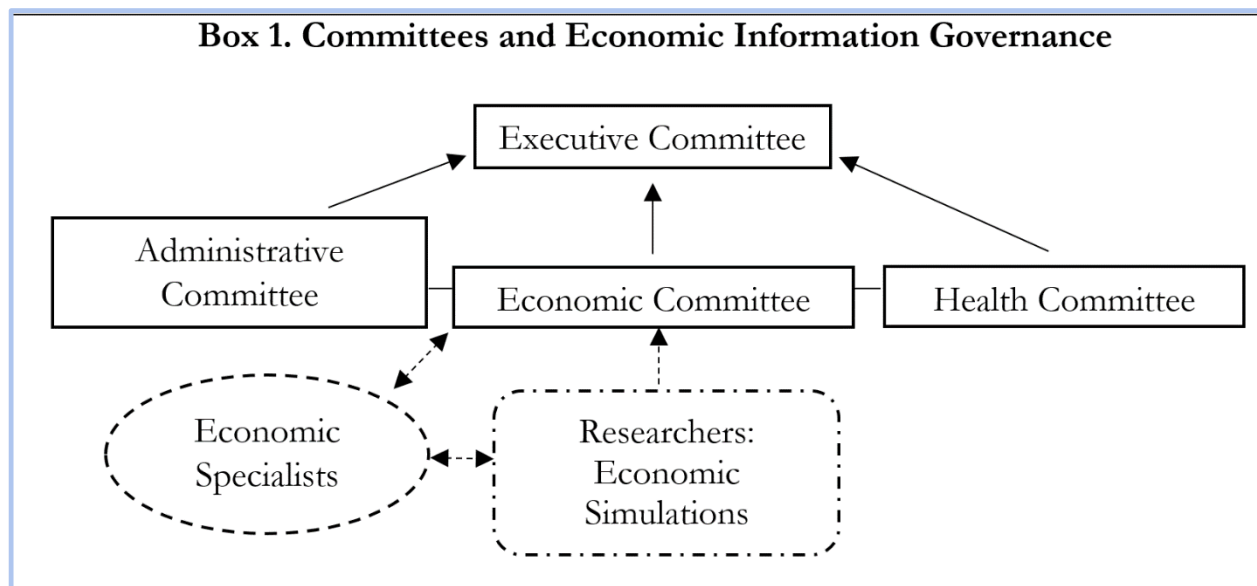 Box 1. Committees and Economic Information Governance
Executive Committee
Administrative
Committee
Economic Committee
Health Committee
Economic
Specialists
Researchers:
Economic
Simulations